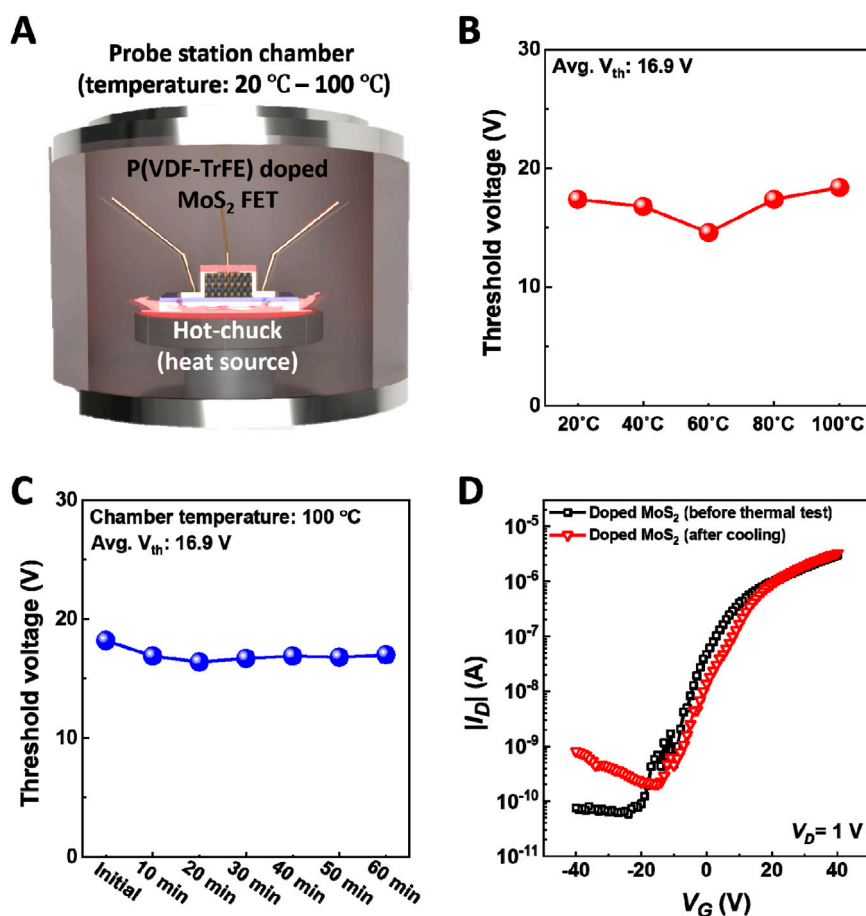 A
Probe station chamber
(temperature: 20 °C – 100 °C)
P(VDF-TrFE) doped
MoS₂ FET
Hot-chuck
(heat source)
B
Avg. Vₜₕ: 16.9 V
Threshold voltage (V)
30
20
10
0
20°C 40°C 60°C 80°C 100°C
C
Chamber temperature: 100 °C
Avg. Vₜₕ: 16.9 V
Threshold voltage (V)
30
20
10
0
Initial 10 min 20 min 30 min 40 min 50 min 60 min
D
Doped MoS₂ (before thermal test)
Doped MoS₂ (after cooling)
|I_D| (A)
10⁻⁵
10⁻⁶
10⁻⁷
10⁻⁸
10⁻⁹
10⁻¹⁰
10⁻¹¹
V_D= 1 V
-40 -20 0 20 40
V_G (V)